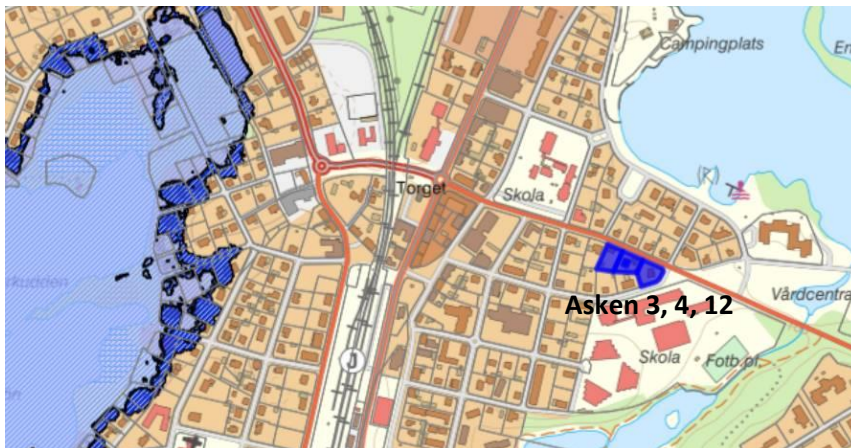 Campingplats
Torget
Skola
Asken 3, 4, 12
Vårdcentra
Skola
Fotb.pl.